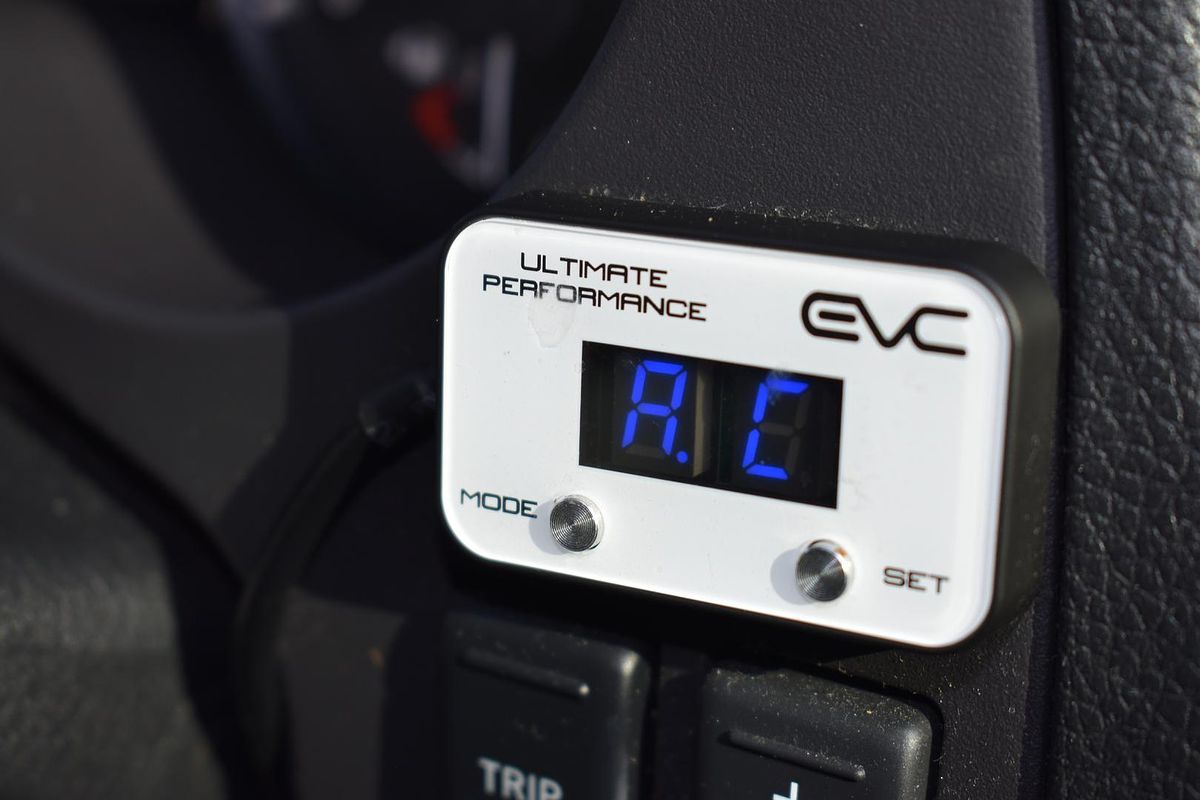 ULTIMATE
PERFORMANCE
EVC
A.C
MODE
SET
TRIP
+